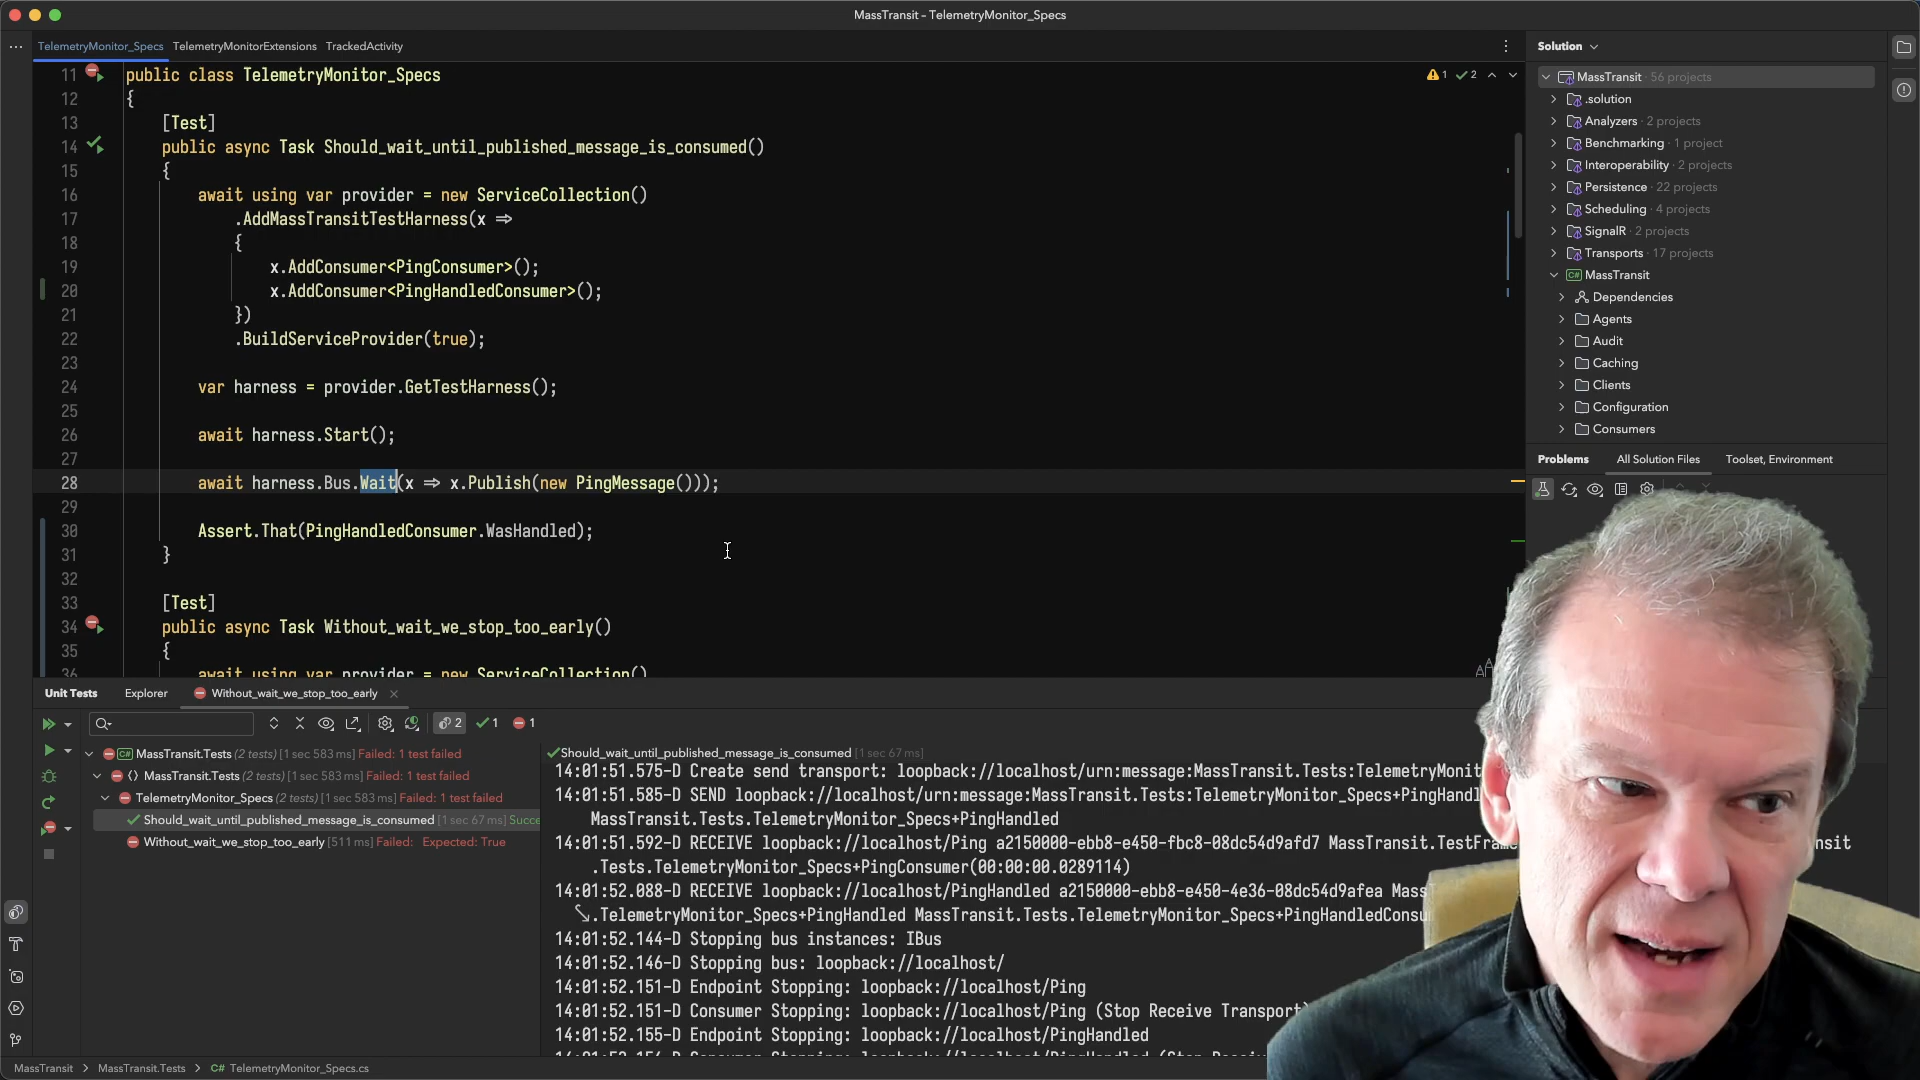 MassTransit – TelemetryMonitor_Specs
TelemetryMonitor_Specs TelemetryMonitorExtensions TrackedActivity
11 public class TelemetryMonitor_Specs
12 {
13 [Test]
14 public async Task Should_wait_until_published_message_is_consumed()
15 {
16 await using var provider = new ServiceCollection()
17 .AddMassTransitTestHarness(x ⇒
18 {
19 x.AddConsumer<PingConsumer>();
20 x.AddConsumer<PingHandledConsumer>();
21 })
22 .BuildServiceProvider(true);
23
24 var harness = provider.GetTestHarness();
25
26 await harness.Start();
27
28 await harness.Bus.Wait(x ⇒ x.Publish(new PingMessage()));
29
30 Assert.That(PingHandledConsumer.WasHandled);
31 }
32
33 [Test]
34 public async Task Without_wait_we_stop_too_early()
35 {
36 await using var provider = new ServiceCollection()
1 2
Solution
MassTransit · 56 projects
.solution
Analyzers · 2 projects
Benchmarking · 1 project
Interoperability · 2 projects
Persistence · 22 projects
Scheduling · 4 projects
SignalR · 2 projects
Transports · 17 projects
C# MassTransit
Dependencies
Agents
Audit
Caching
Clients
Configuration
Consumers
Problems All Solution Files Toolset, Environment
Unit Tests Explorer Without_wait_we_stop_too_early
2 1 1
C# MassTransit.Tests (2 tests) [1 sec 583 ms] Failed: 1 test failed
{} MassTransit.Tests (2 tests) [1 sec 583 ms] Failed: 1 test failed
TelemetryMonitor_Specs (2 tests) [1 sec 583 ms] Failed: 1 test failed
Should_wait_until_published_message_is_consumed [1 sec 67 ms] Succe
Without_wait_we_stop_too_early [511 ms] Failed: Expected: True
Should_wait_until_published_message_is_consumed [1 sec 67 ms]
14:01:51.575-D Create send transport: loopback://localhost/urn:message:MassTransit.Tests:TelemetryMonit
14:01:51.585-D SEND loopback://localhost/urn:message:MassTransit.Tests:TelemetryMonitor_Specs+PingHandl
MassTransit.Tests.TelemetryMonitor_Specs+PingHandled
14:01:51.592-D RECEIVE loopback://localhost/Ping a2150000-ebb8-e450-fbc8-08dc54d9afd7 MassTransit.TestFrame nsit
.Tests.TelemetryMonitor_Specs+PingConsumer(00:00:00.0289114)
14:01:52.088-D RECEIVE loopback://localhost/PingHandled a2150000-ebb8-e450-4e36-08dc54d9afea Mass
.TelemetryMonitor_Specs+PingHandled MassTransit.Tests.TelemetryMonitor_Specs+PingHandledConsu
14:01:52.144-D Stopping bus instances: IBus
14:01:52.146-D Stopping bus: loopback://localhost/
14:01:52.151-D Endpoint Stopping: loopback://localhost/Ping
14:01:52.151-D Consumer Stopping: loopback://localhost/Ping (Stop Receive Transport)
14:01:52.155-D Endpoint Stopping: loopback://localhost/PingHandled
MassTransit > MassTransit.Tests > C# TelemetryMonitor_Specs.cs